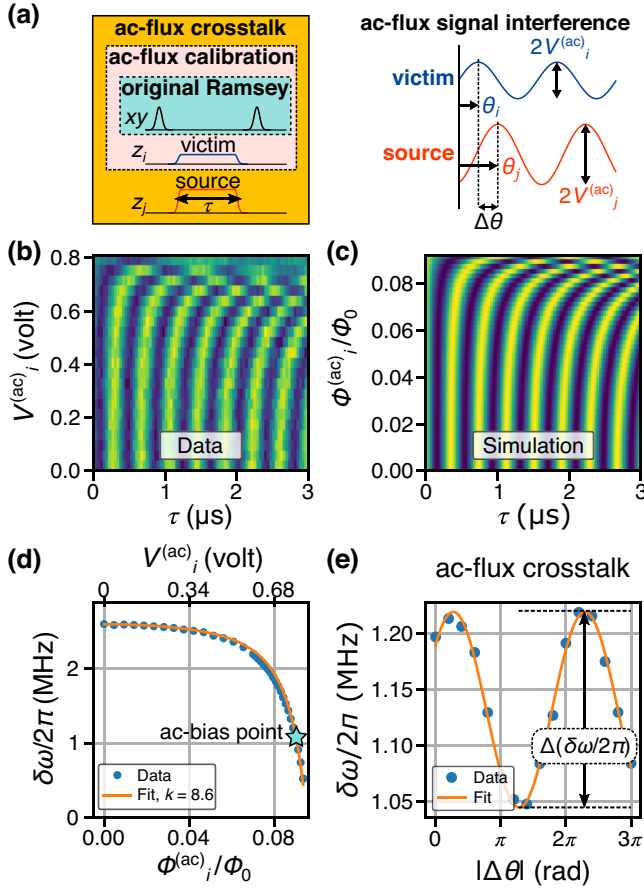 (a)
ac-flux crosstalk
ac-flux calibration
original Ramsey
xy
z_i
victim
source
z_j
τ
ac-flux signal interference
victim
2V^(ac)_i
θ_i
source
θ_j
2V^(ac)_j
Δθ
(b)
V^(ac)_i (volt)
0.8
0.6
0.4
0.2
0.0
Data
0 1 2 3
τ (μs)
(c)
Φ^(ac)_i/Φ_0
0.08
0.04
0.02
0.00
Simulation
0 1 2 3
τ (μs)
(d)
V^(ac)_i (volt)
0 0.34 0.68
δω/2π (MHz)
2
1
0
ac-bias point
Data
Fit, k = 8.6
0.00 0.04 0.08
Φ^(ac)_i/Φ_0
(e)
ac-flux crosstalk
δω/2π (MHz)
1.20
1.15
1.10
1.05
Δ(δω/2π)
Data
Fit
0 π 2π 3π
|Δθ| (rad)